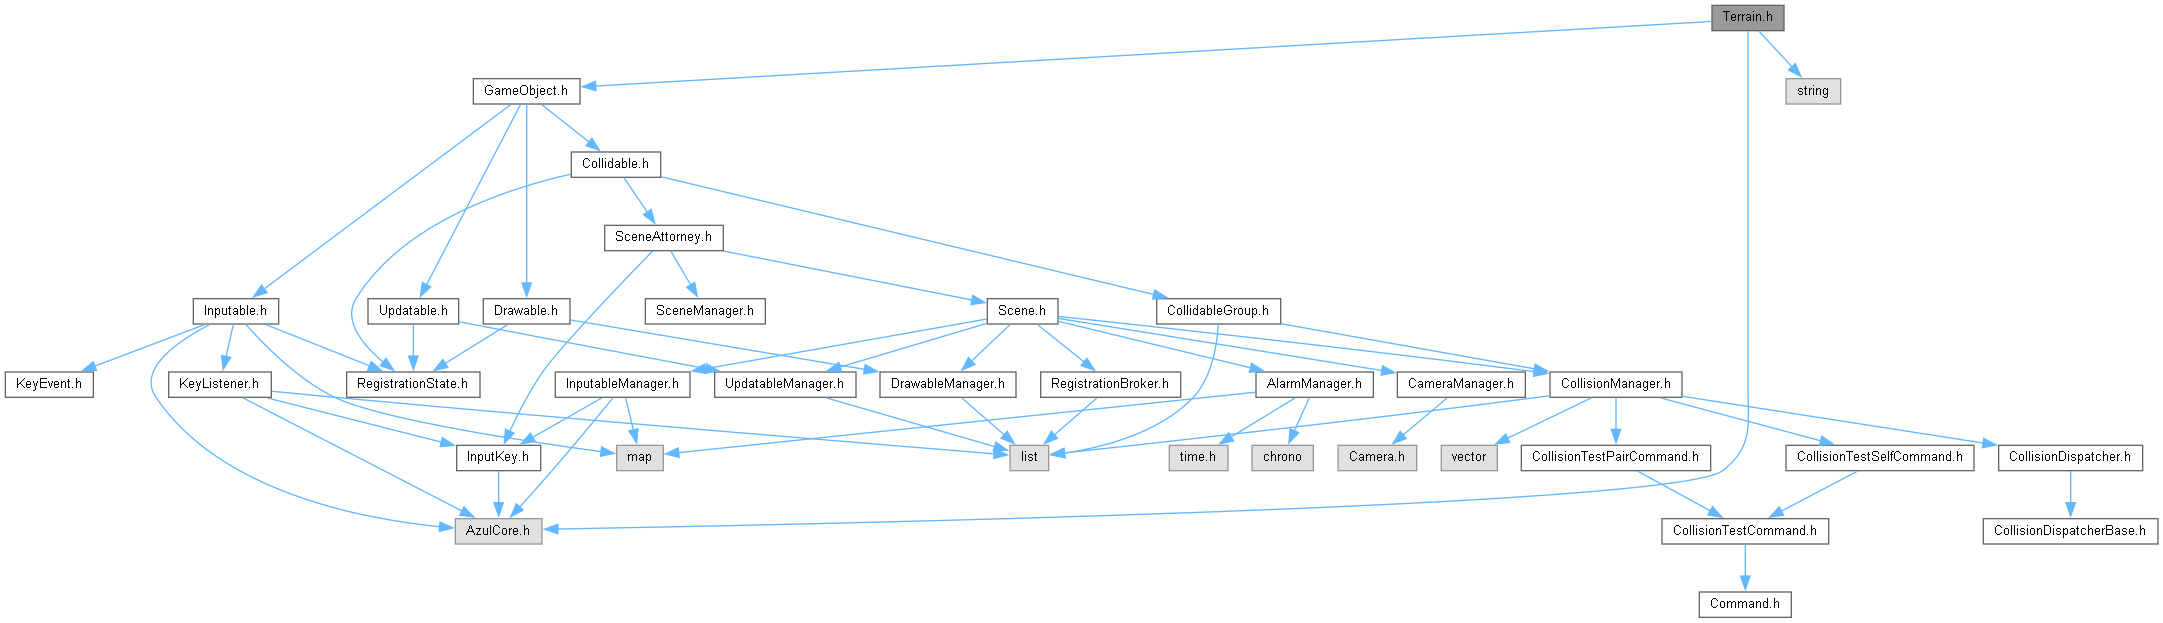 Terrain.h
GameObject.h
string
Collidable.h
SceneAttorney.h
Inputable.h
Updatable.h
Drawable.h
SceneManager.h
Scene.h
CollidableGroup.h
KeyEvent.h
KeyListener.h
RegistrationState.h
InputableManager.h
UpdatableManager.h
DrawableManager.h
RegistrationBroker.h
AlarmManager.h
CameraManager.h
CollisionManager.h
InputKey.h
map
list
time.h
chrono
Camera.h
vector
CollisionTestPairCommand.h
CollisionTestSelfCommand.h
CollisionDispatcher.h
AzulCore.h
CollisionTestCommand.h
CollisionDispatcherBase.h
Command.h